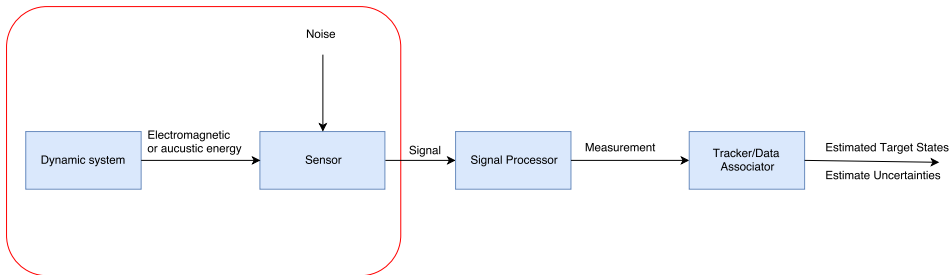 Noise
Electromagnetic
or aucustic energy
Dynamic system
Sensor
Signal
Signal Processor
Measurement
Tracker/Data
Associator
Estimated Target States
Estimate Uncertainties